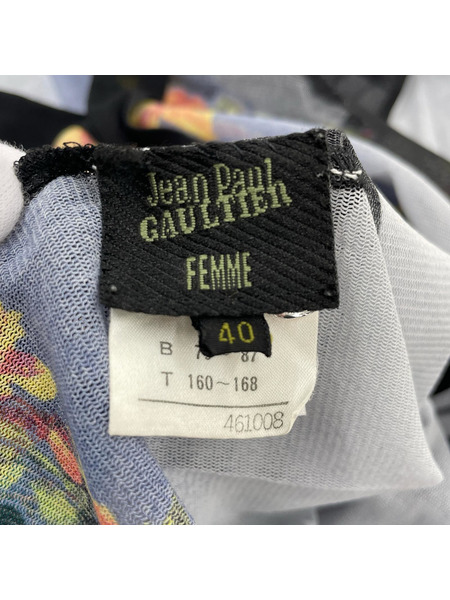 Jean Paul
GAULTIER
FEMME
40
B 87
T 160～168
461008